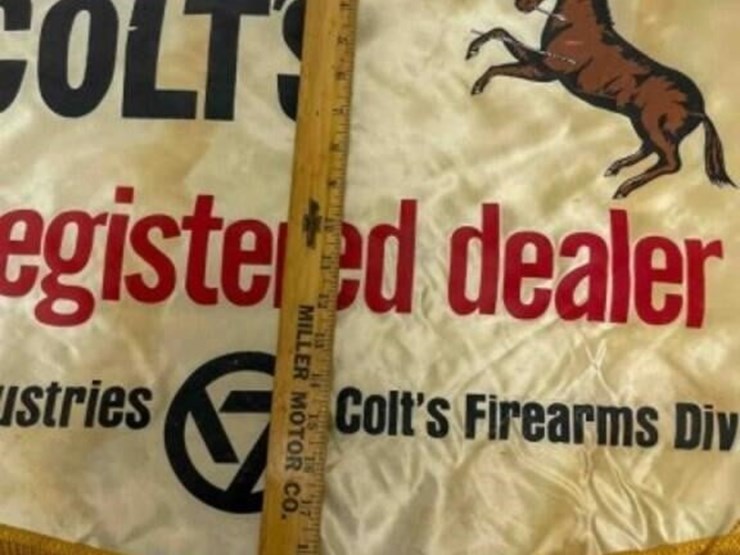 COLT'S
egistered dealer
ustries
Colt's Firearms Div
MILLER MOTOR CO.